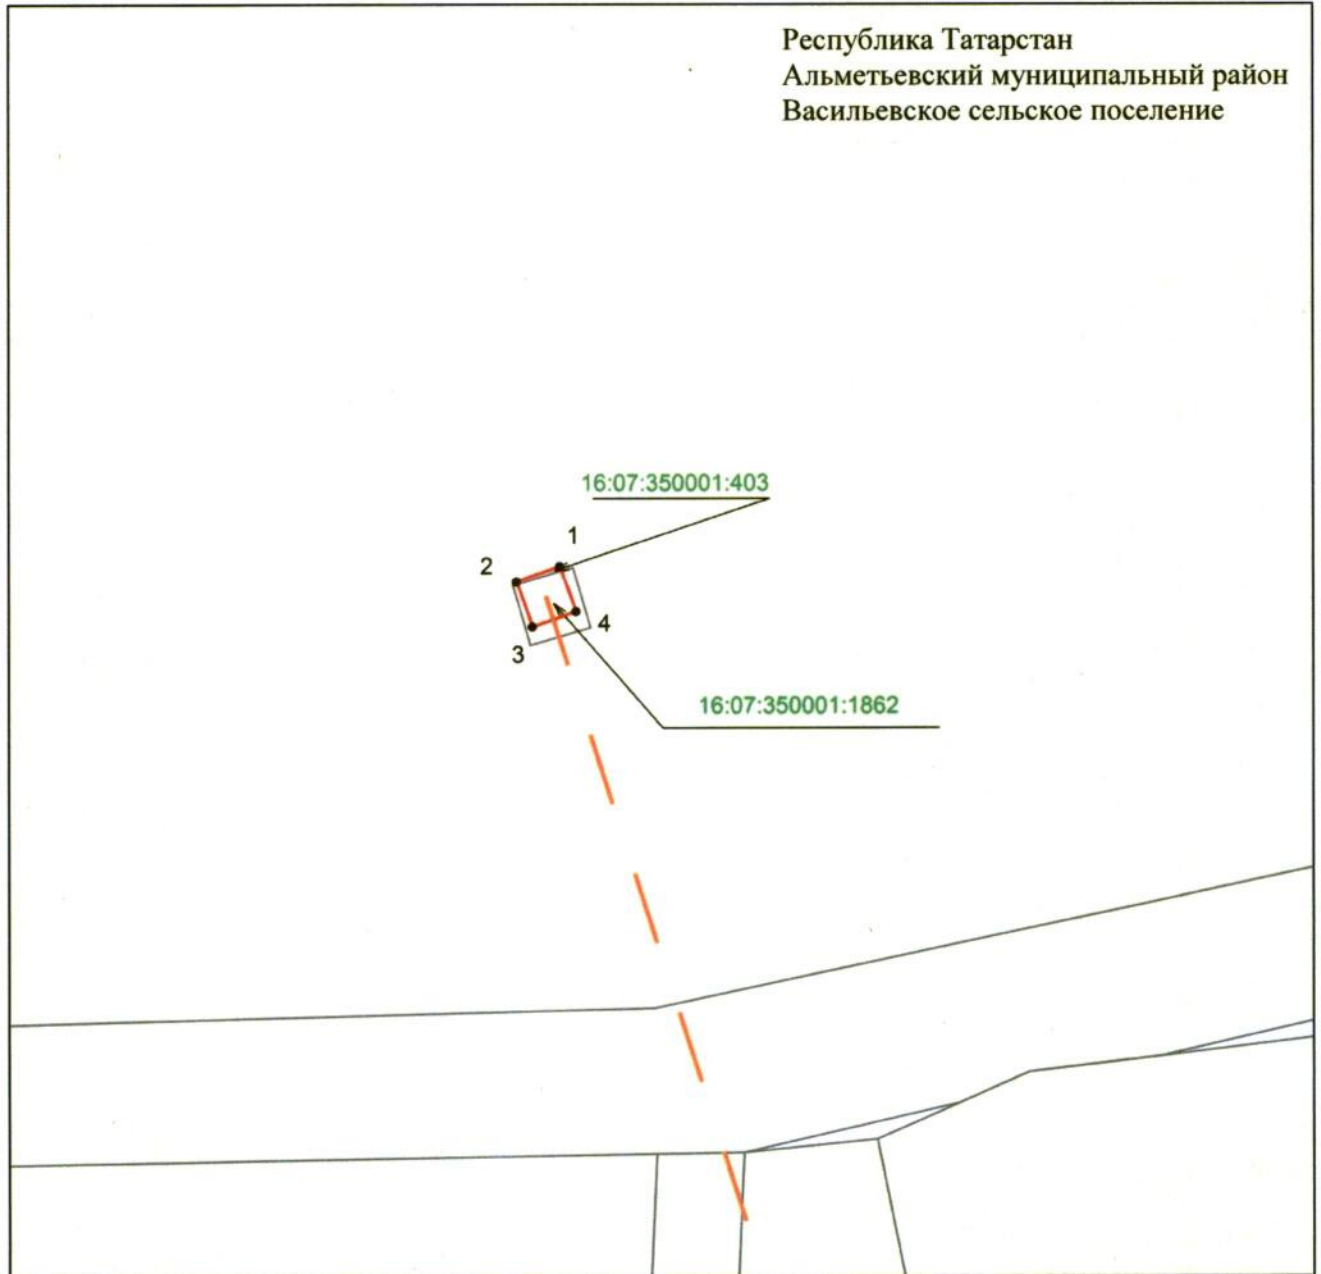 Республика Татарстан
Альметьевский муниципальный район
Васильевское сельское поселение
16:07:350001:403
1
2
4
3
16:07:350001:1862